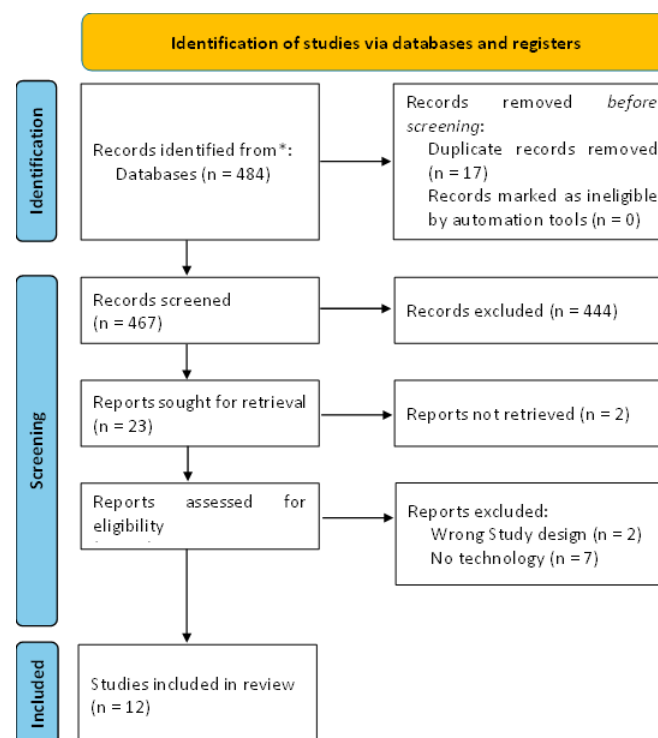 Identification of studies via databases and registers
Identification
Records identified from*:
Databases (n = 484)
Records removed before
screening:
Duplicate records removed
(n = 17)
Records marked as ineligible
by automation tools (n = 0)
Screening
Records screened
(n = 467)
Records excluded (n = 444)
Reports sought for retrieval
(n = 23)
Reports not retrieved (n = 2)
Reports assessed for
eligibility
Reports excluded:
Wrong Study design (n = 2)
No technology (n = 7)
Included
Studies included in review
(n = 12)